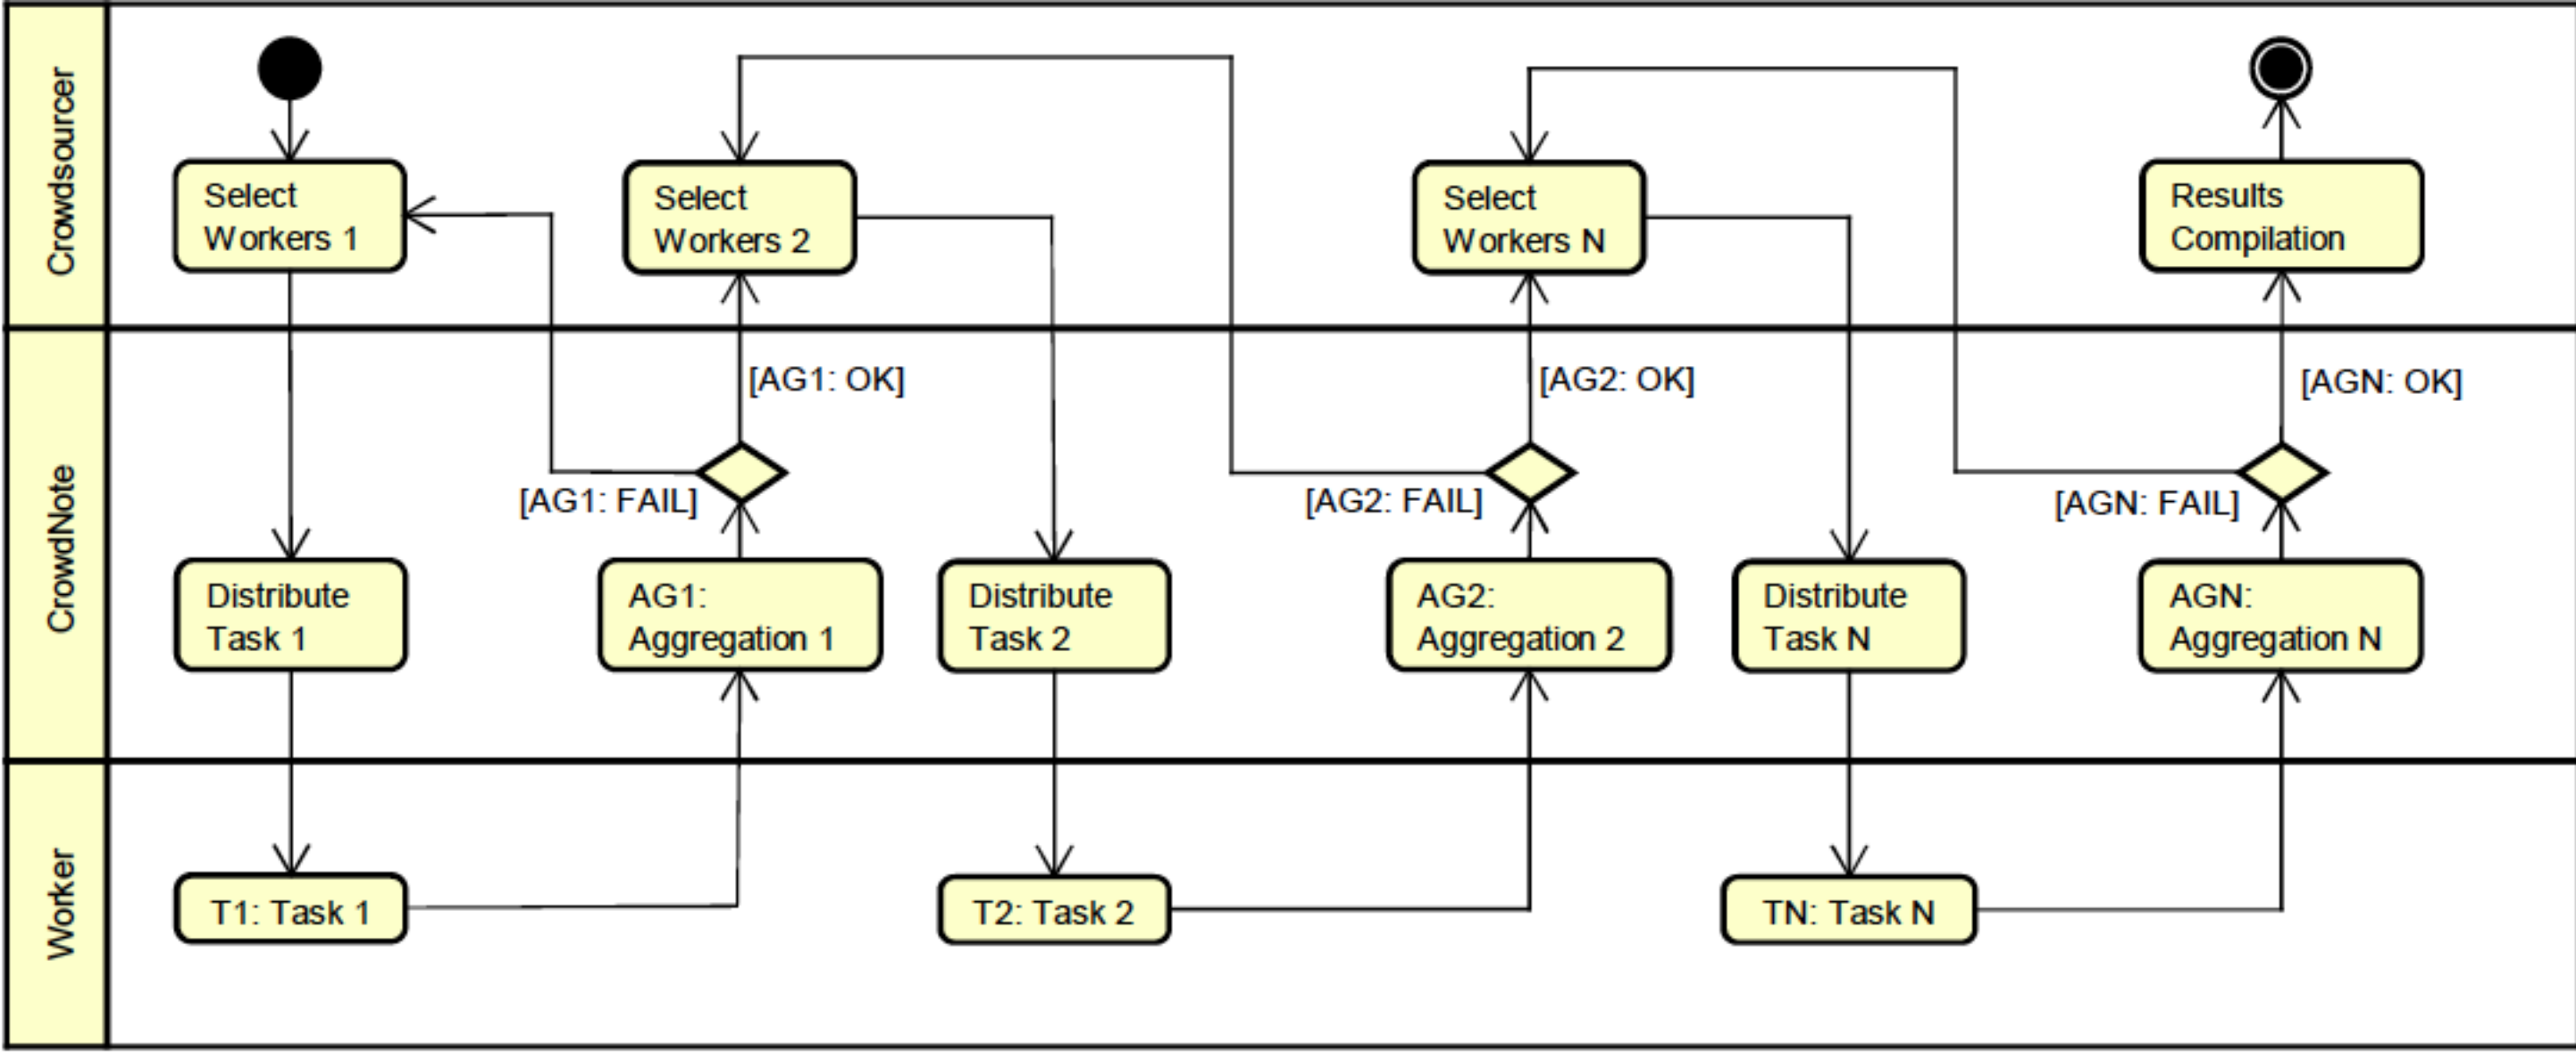 Crowdsourcer
Select
Workers 1
Select
Workers 2
Select
Workers N
Results
Compilation
CrowdNote
[AG1: OK]
[AG2: OK]
[AGN: OK]
[AG1: FAIL]
[AG2: FAIL]
[AGN: FAIL]
Distribute
Task 1
AG1:
Aggregation 1
Distribute
Task 2
AG2:
Aggregation 2
Distribute
Task N
AGN:
Aggregation N
Worker
T1: Task 1
T2: Task 2
TN: Task N